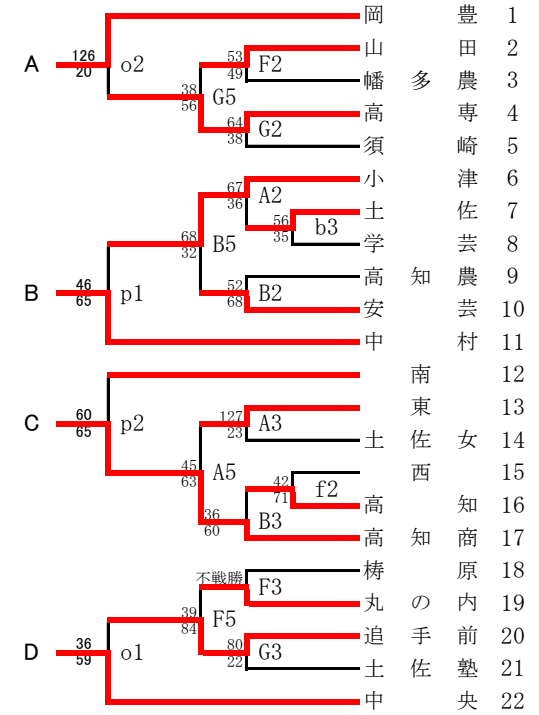 岡豊 1
山田 2
幡多農 3
高専 4
須崎 5
小津 6
土佐 7
学芸 8
高知農 9
安芸 10
中村 11
南 12
東 13
土佐女 14
西 15
高知 16
高知商 17
梼原 18
丸の内 19
追手前 20
土佐塾 21
中央 22
A
126
20
o2
38
56
G5
53
49
F2
64
38
G2
B
46
65
p1
68
32
B5
67
36
A2
56
35
b3
52
68
B2
C
60
65
p2
45
63
A5
127
23
A3
36
60
B3
42
71
f2
D
36
59
o1
39
84
F5
不戦勝
F3
80
22
G3